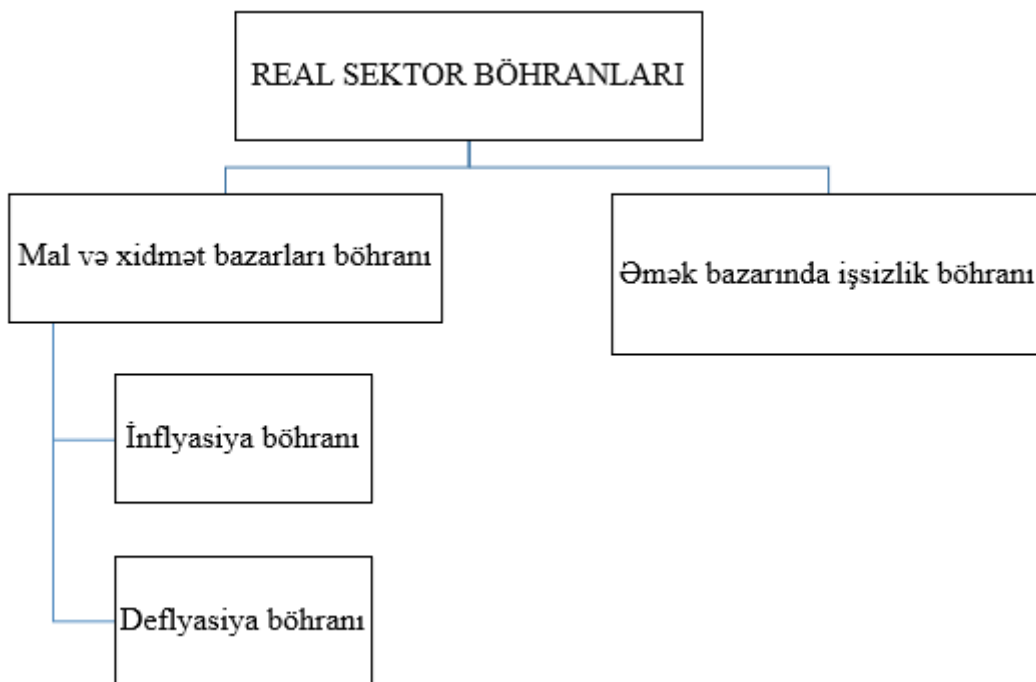 REAL SEKTOR BÖHRANLARI
Mal və xidmət bazarları böhranı
Əmək bazarında işsizlik böhranı
İnflyasiya böhranı
Deflyasiya böhranı